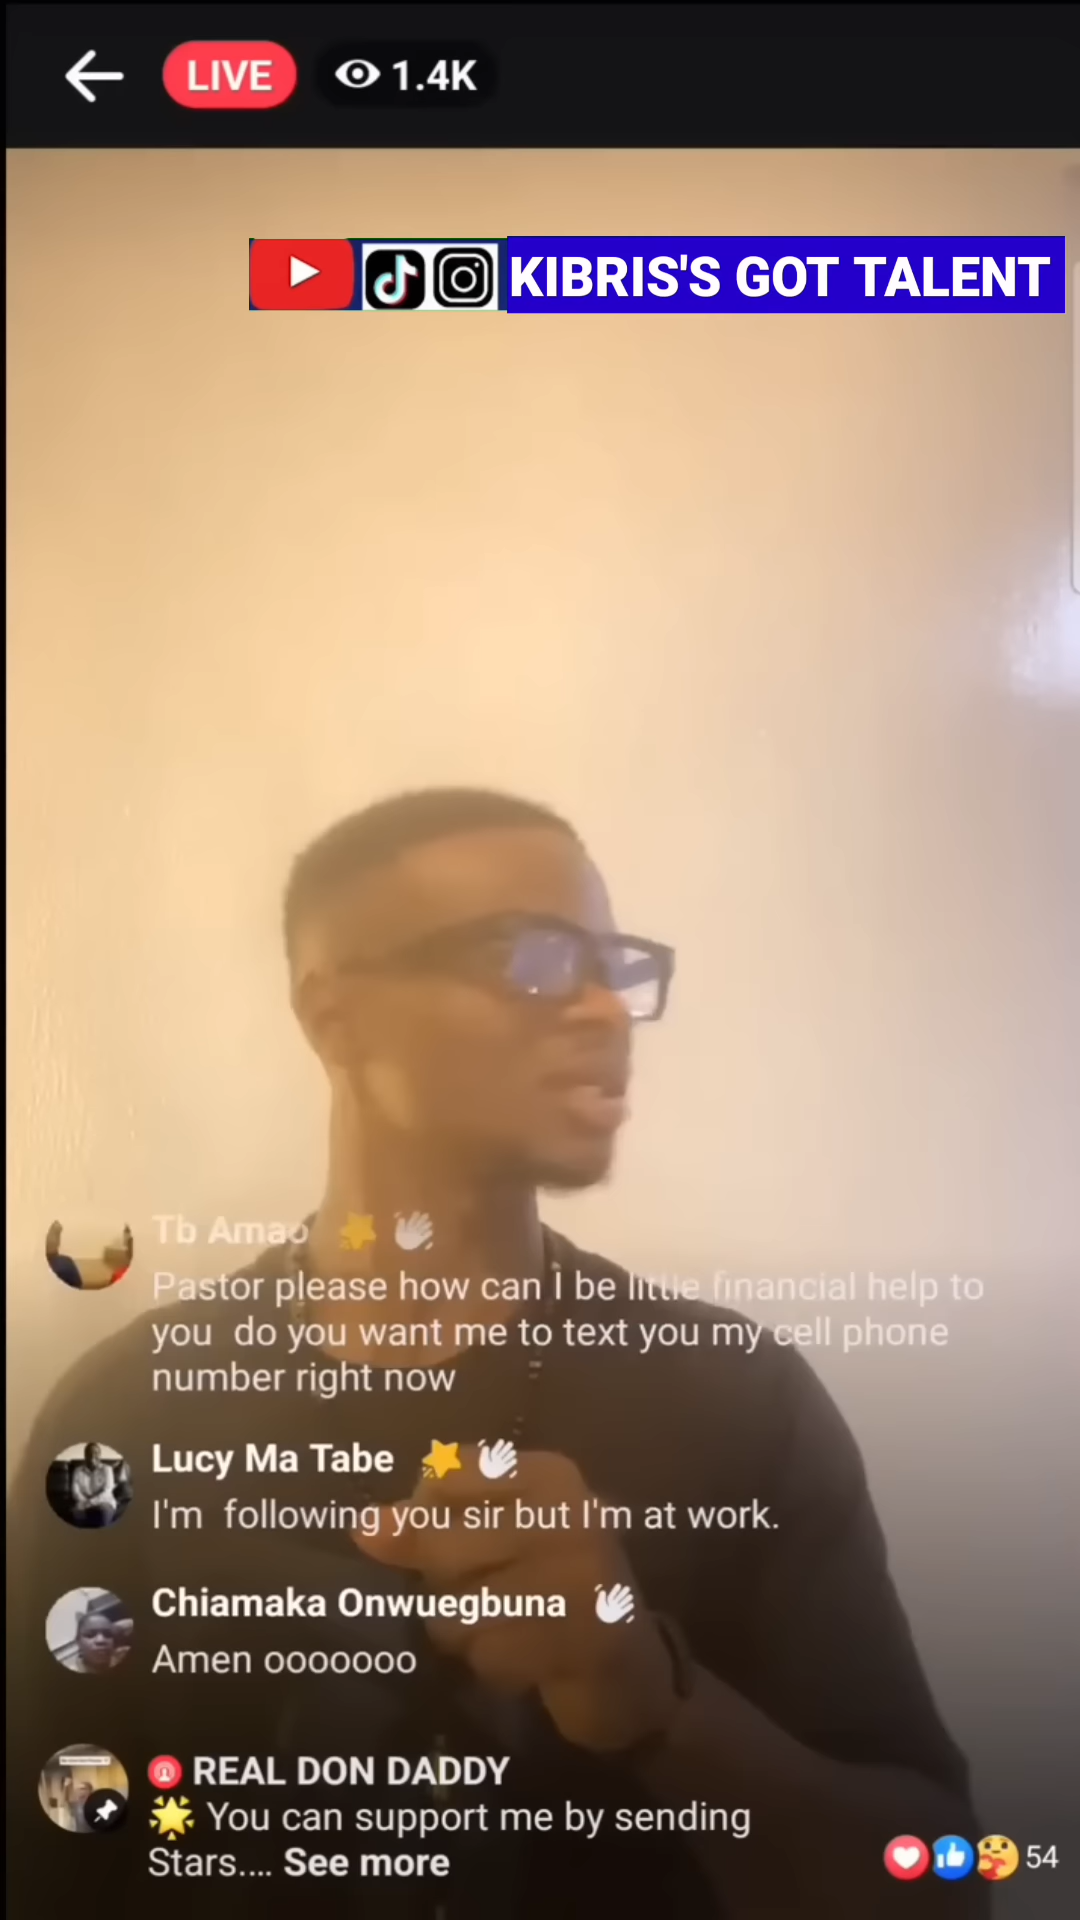 LIVE 1.4K
KIBRIS'S GOT TALENT
Tb Amao
Pastor please how can I be little financial help to
you do you want me to text you my cell phone
number right now
Lucy Ma Tabe
I'm following you sir but I'm at work.
Chiamaka Onwuegbuna
Amen ooooooo
REAL DON DADDY
You can support me by sending
Stars.... See more
54